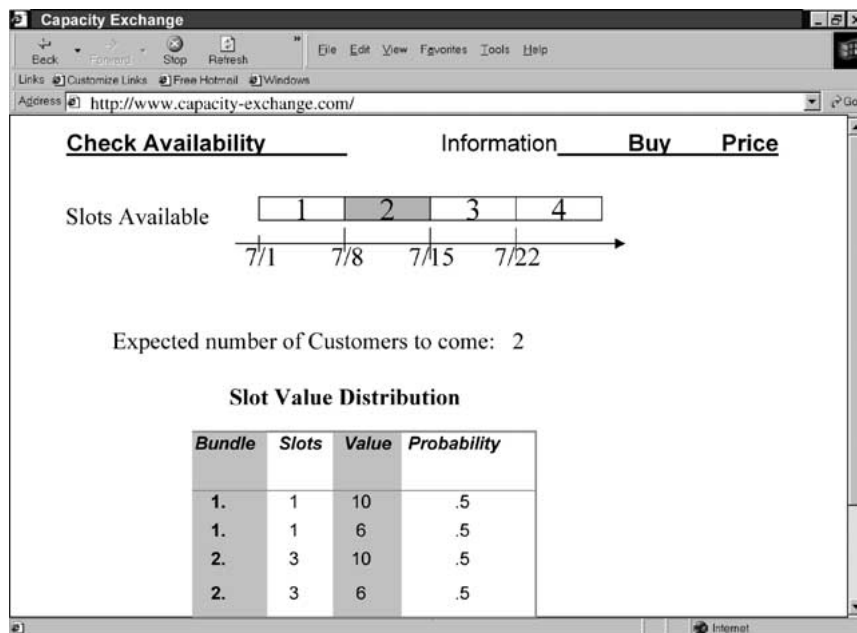 Capacity Exchange
Back Forward Stop Refresh » File Edit View Favorites Tools Help
Links Customize Links Free Hotmail Windows
Address http://www.capacity-exchange.com/ Go
Check Availability Information Buy Price
Slots Available 1 2 3 4
7/1 7/8 7/15 7/22
Expected number of Customers to come: 2
Slot Value Distribution
Bundle Slots Value Probability
1. 1 10 .5
1. 1 6 .5
2. 3 10 .5
2. 3 6 .5
Internet